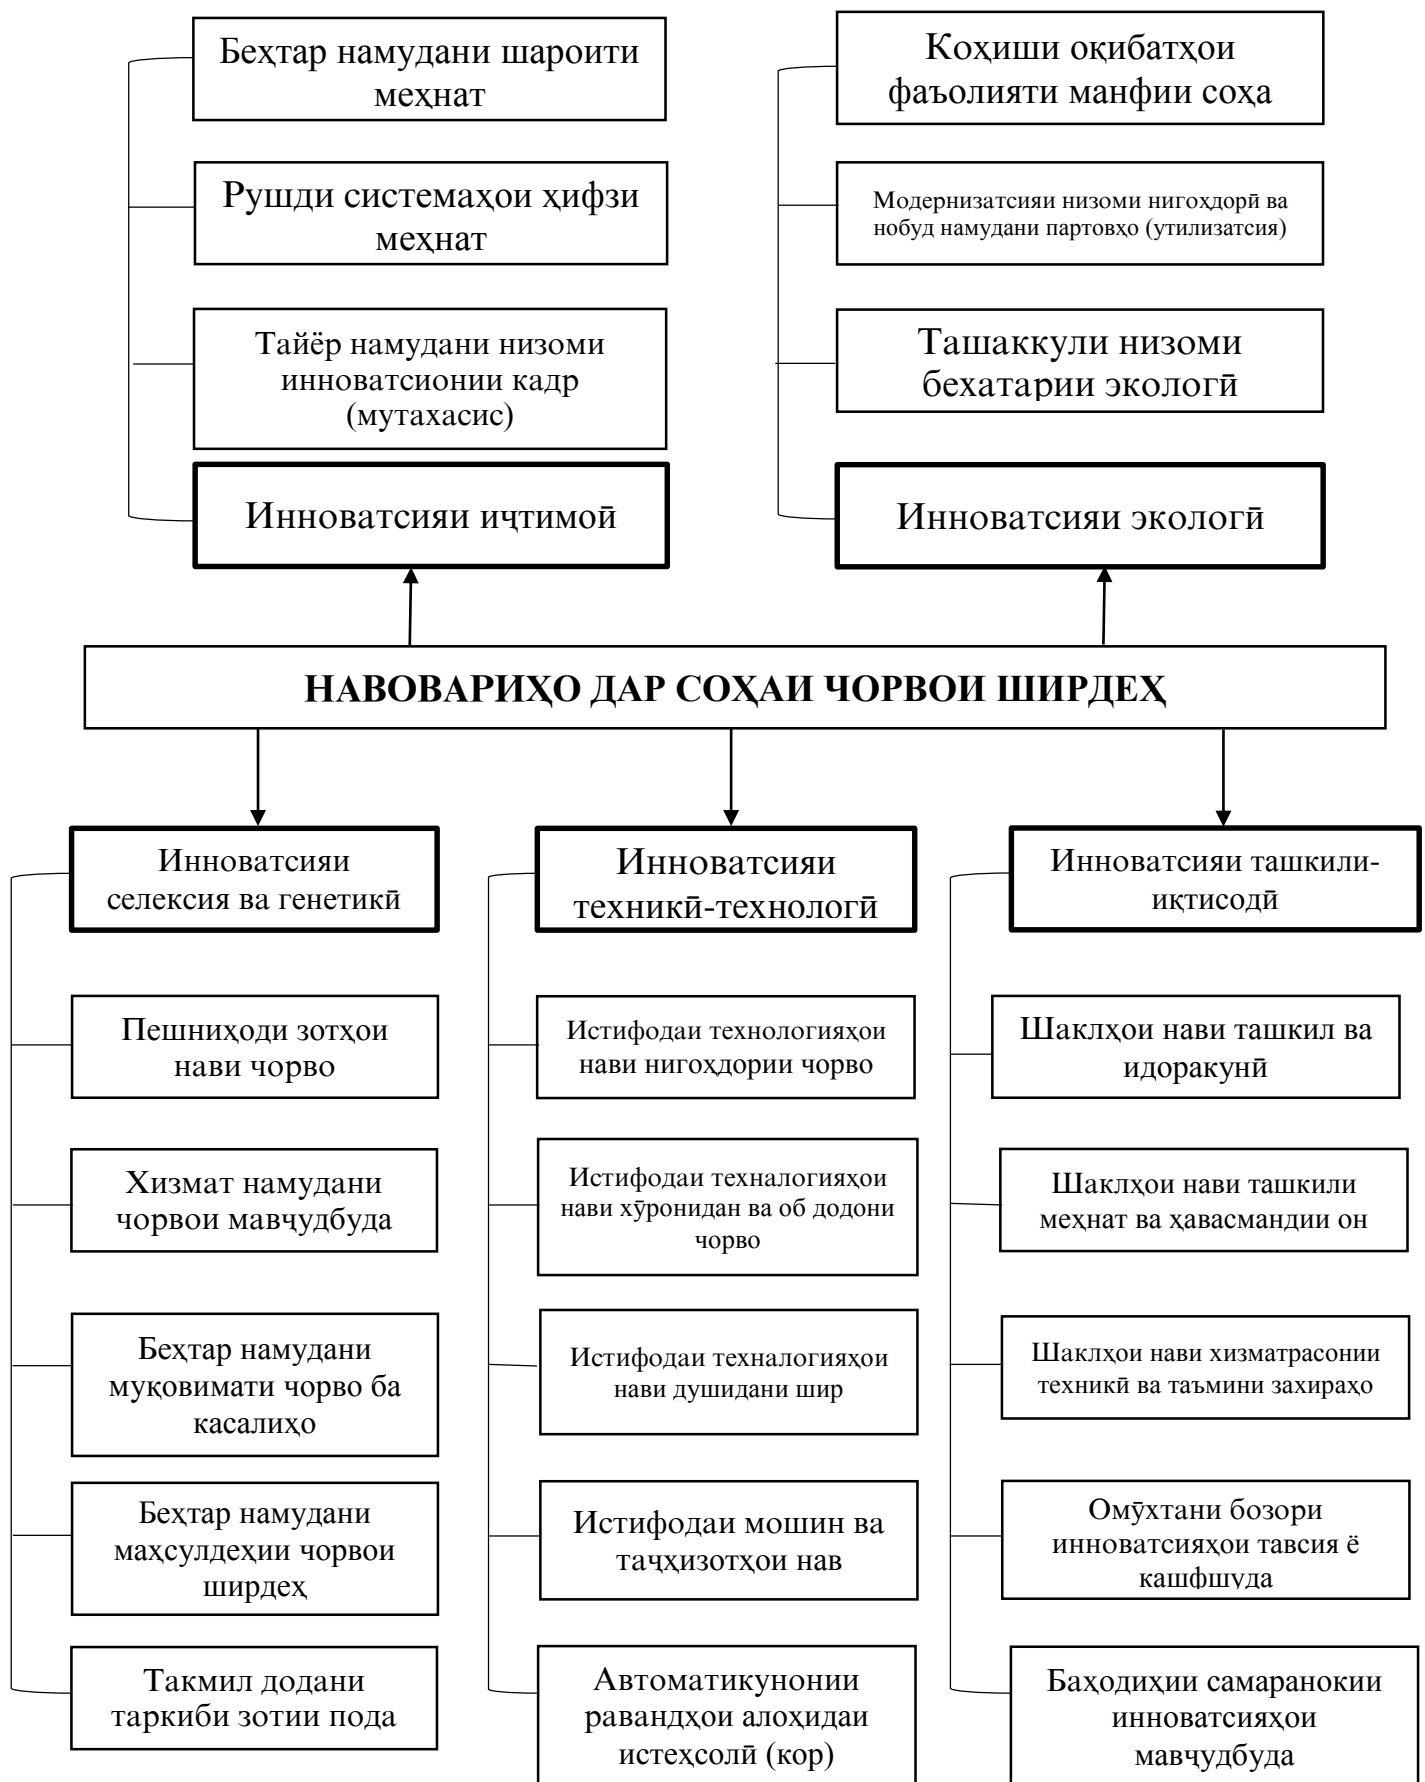 Беҳтар намудани шароити
меҳнат
Рушди системаҳои ҳифзи
меҳнат
Тайёр намудани низоми
инноватсионии кадр
(мутахасис)
Инноватсияи иҷтимоӣ
Коҳиши оқибатҳои
фаъолияти манфии соҳа
Модернизатсияи низоми нигоҳдорӣ ва
нобуд намудани партовҳо (утилизатсия)
Ташаккули низоми
бехатарии экологӣ
Инноватсияи экологӣ
НАВОВАРИҲО ДАР СОҲАИ ЧОРВОИ ШИРДЕҲ
Инноватсияи
селексия ва генетикӣ
Пешниҳоди зотҳои
нави чорво
Хизмат намудани
чорвои мавҷудбуда
Беҳтар намудани
муқовимати чорво ба
касалиҳо
Беҳтар намудани
маҳсулдеҳии чорвои
ширдеҳ
Такмил додани
таркиби зотии пода
Инноватсияи
техникӣ-технологӣ
Истифодаи технологияҳои
нави нигоҳдории чорво
Истифодаи техналогияҳои
нави хӯронидан ва об додони
чорво
Истифодаи техналогияҳои
нави душидани шир
Истифодаи мошин ва
таҷҳизотҳои нав
Автоматикунонии
равандҳои алоҳидаи
истеҳсолӣ (кор)
Инноватсияи ташкили-
иқтисодӣ
Шаклҳои нави ташкил ва
идоракунӣ
Шаклҳои нави ташкили
меҳнат ва ҳавасмандии он
Шаклҳои нави хизматрасонии
техникӣ ва таъмини захираҳо
Омӯхтани бозори
инноватсияҳои тавсия ё
кашфшуда
Баҳодиҳии самаранокии
инноватсияҳои
мавҷудбуда